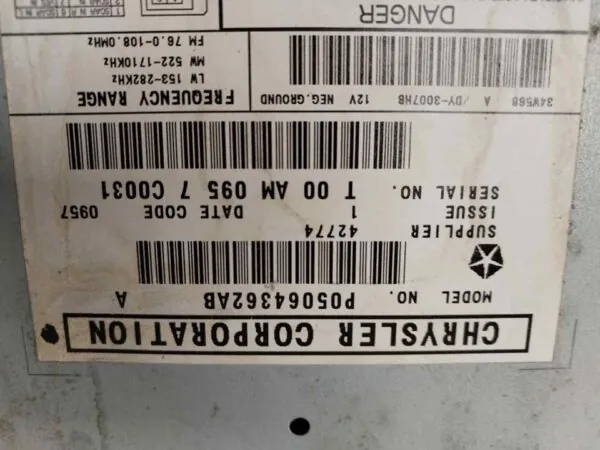 CHRYSLER CORPORATION
MODEL NO. P05064362AB A
SUPPLIER 42774
ISSUE 1 DATE CODE 0957
SERIAL NO. T 00 AM 095 7 C0031
FREQUENCY RANGE
LW 153-282KHz
MW 522-1710KHz
FM 76.0-108.0MHz
34W568 A /DY-3007HB 12V NEG.GROUND
DANGER